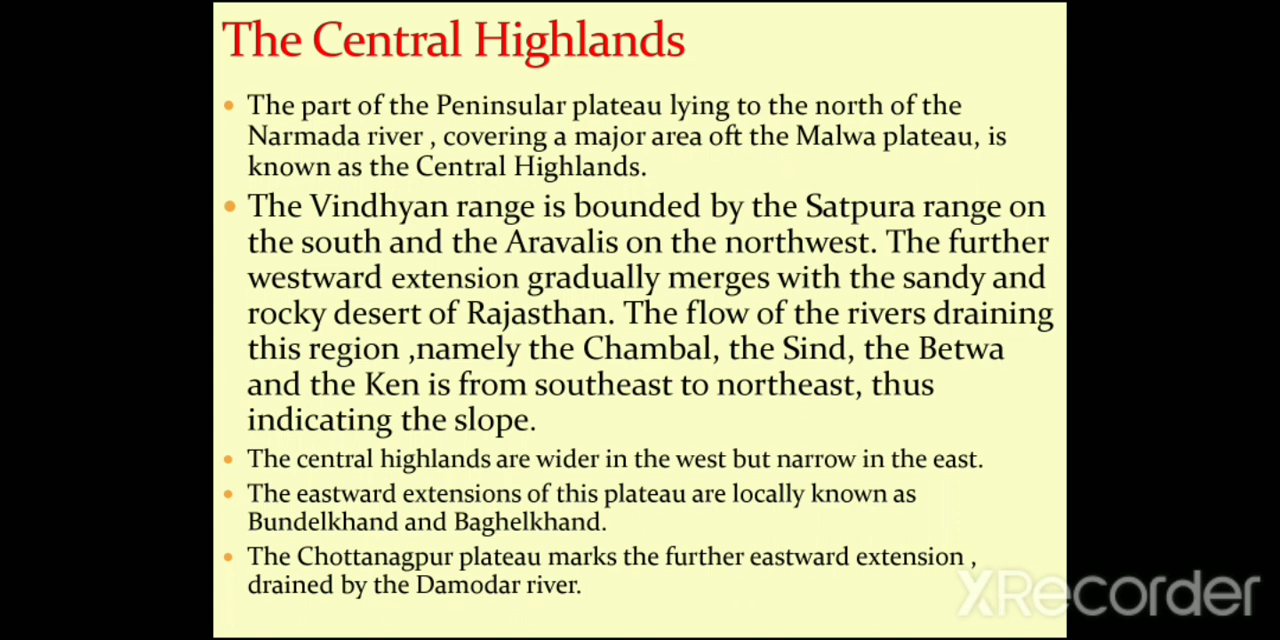 The Central Highlands
• The part of the Peninsular plateau lying to the north of the
Narmada river , covering a major area oft the Malwa plateau, is
known as the Central Highlands.
• The Vindhyan range is bounded by the Satpura range on
the south and the Aravalis on the northwest. The further
westward extension gradually merges with the sandy and
rocky desert of Rajasthan. The flow of the rivers draining
this region ,namely the Chambal, the Sind, the Betwa
and the Ken is from southeast to northeast, thus
indicating the slope.
• The central highlands are wider in the west but narrow in the east.
• The eastward extensions of this plateau are locally known as
Bundelkhand and Baghelkhand.
• The Chottanagpur plateau marks the further eastward extension ,
drained by the Damodar river.
XRecorder